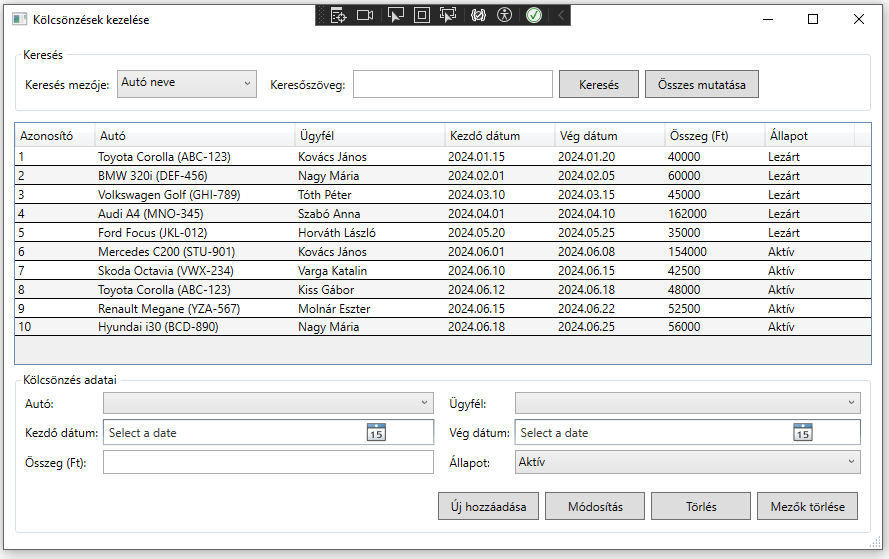 Kölcsönzések kezelése
Keresés
Keresés mezője: Autó neve Keresőszöveg: Keresés Összes mutatása
Azonosító Autó Ügyfél Kezdő dátum Vég dátum Összeg (Ft) Állapot
1 Toyota Corolla (ABC-123) Kovács János 2024.01.15 2024.01.20 40000 Lezárt
2 BMW 320i (DEF-456) Nagy Mária 2024.02.01 2024.02.05 60000 Lezárt
3 Volkswagen Golf (GHI-789) Tóth Péter 2024.03.10 2024.03.15 45000 Lezárt
4 Audi A4 (MNO-345) Szabó Anna 2024.04.01 2024.04.10 162000 Lezárt
5 Ford Focus (JKL-012) Horváth László 2024.05.20 2024.05.25 35000 Lezárt
6 Mercedes C200 (STU-901) Kovács János 2024.06.01 2024.06.08 154000 Aktív
7 Skoda Octavia (VWX-234) Varga Katalin 2024.06.10 2024.06.15 42500 Aktív
8 Toyota Corolla (ABC-123) Kiss Gábor 2024.06.12 2024.06.18 48000 Aktív
9 Renault Megane (YZA-567) Molnár Eszter 2024.06.15 2024.06.22 52500 Aktív
10 Hyundai i30 (BCD-890) Nagy Mária 2024.06.18 2024.06.25 56000 Aktív
Kölcsönzés adatai
Autó: Ügyfél:
Kezdő dátum: Select a date 15 Vég dátum: Select a date 15
Összeg (Ft): Állapot: Aktív
Új hozzáadása Módosítás Törlés Mezők törlése